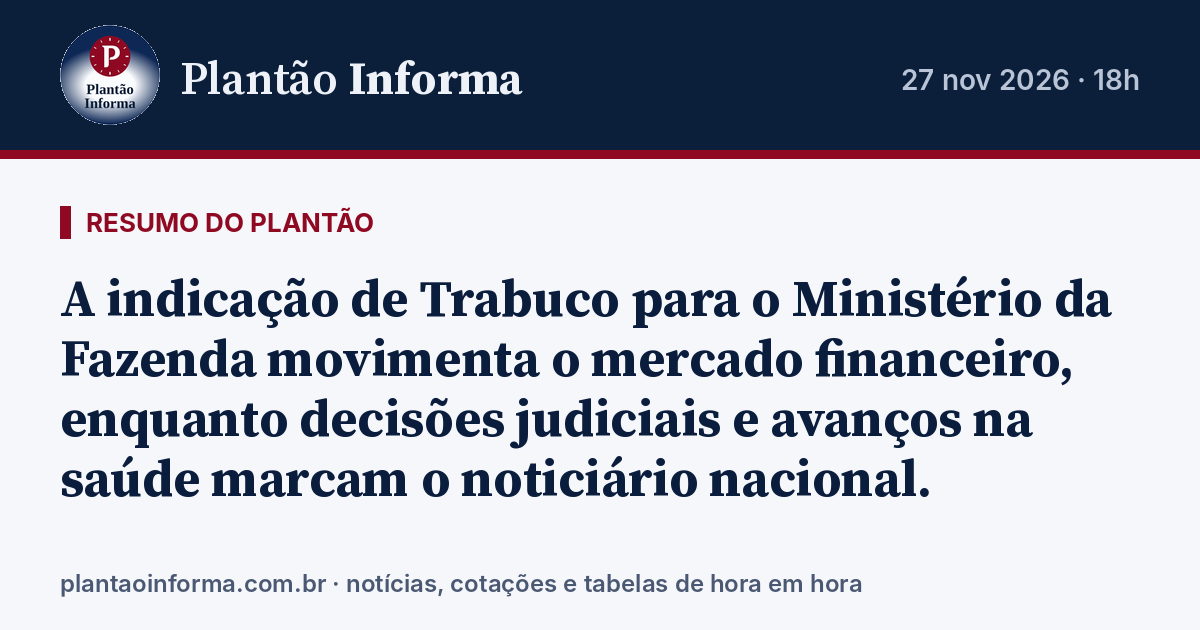 P
Plantão
Informa
Plantão Informa
27 nov 2026 · 18h
RESUMO DO PLANTÃO
A indicação de Trabuco para o Ministério da
Fazenda movimenta o mercado financeiro,
enquanto decisões judiciais e avanços na
saúde marcam o noticiário nacional.
plantaoinforma.com.br · notícias, cotações e tabelas de hora em hora